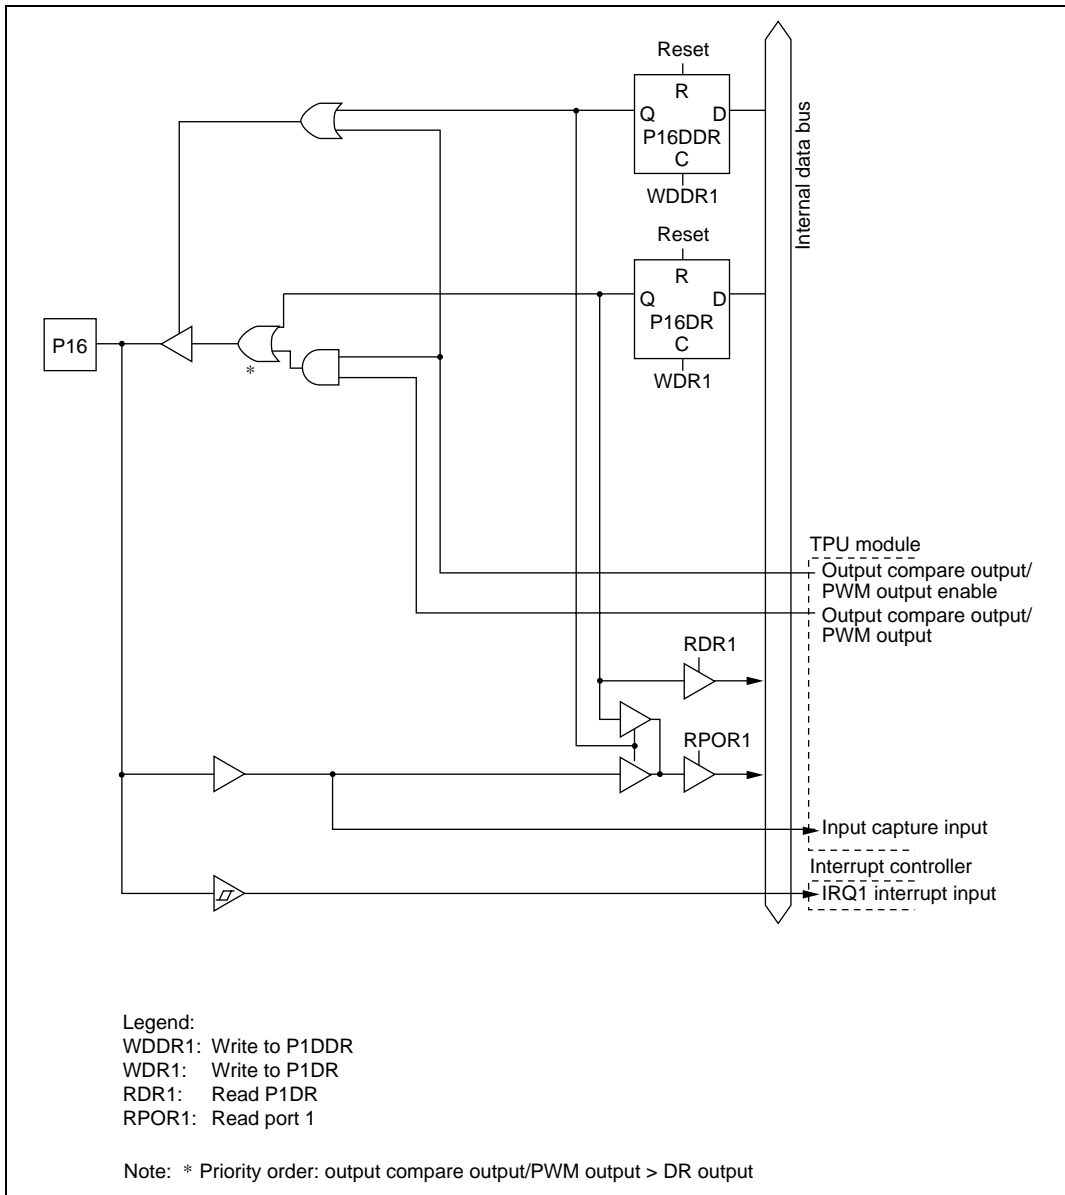 Reset
R
Q D
P16DDR
C
WDDR1
Internal data bus
Reset
R
Q D
P16DR
C
WDR1
P16
*
TPU module
Output compare output/
PWM output enable
Output compare output/
PWM output
RDR1
RPOR1
Input capture input
Interrupt controller
IRQ1 interrupt input
Legend:
WDDR1: Write to P1DDR
WDR1: Write to P1DR
RDR1: Read P1DR
RPOR1: Read port 1
Note: * Priority order: output compare output/PWM output > DR output